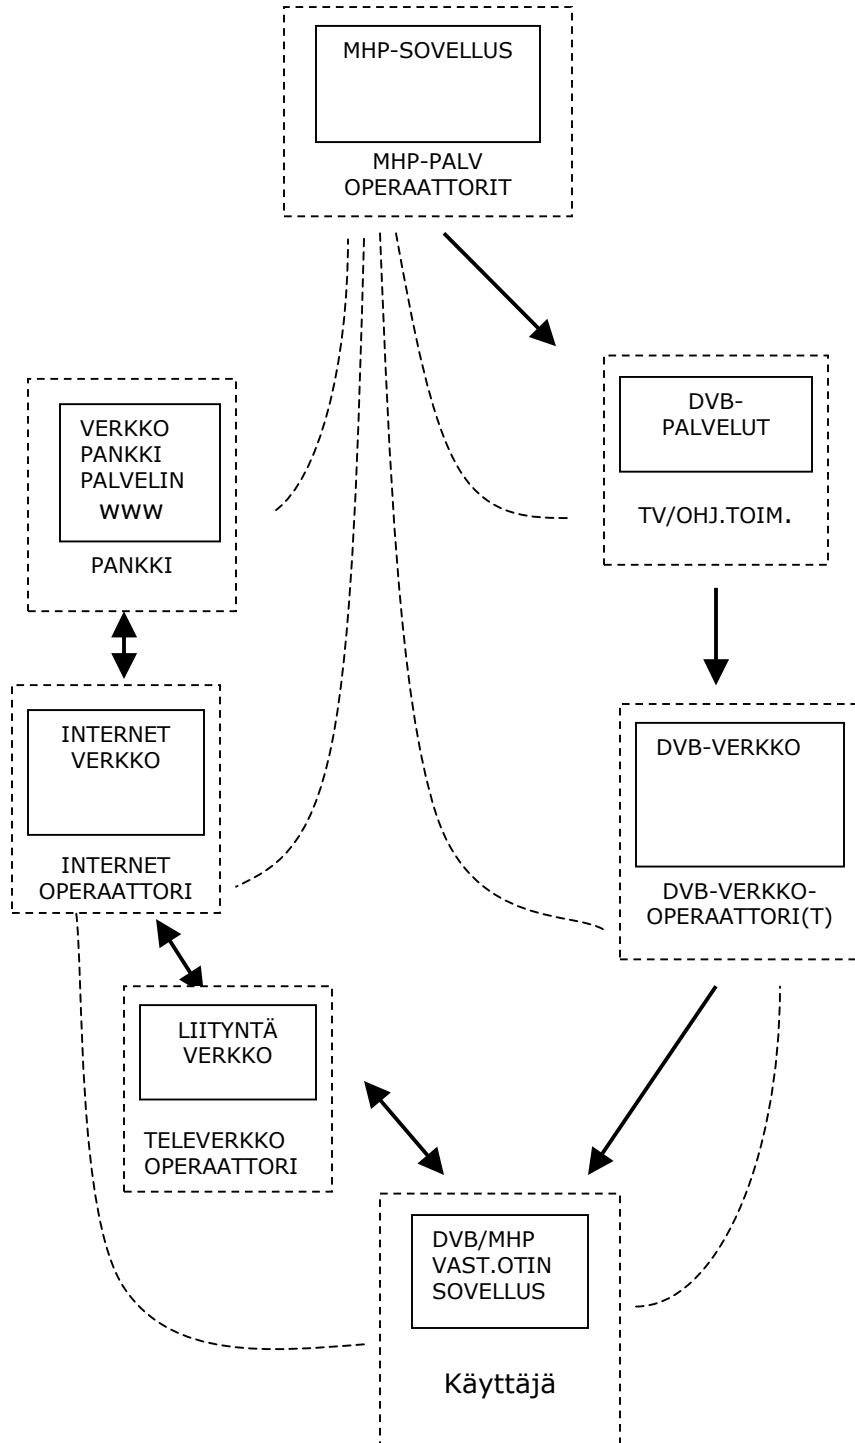 MHP-SOVELLUS
MHP-PALV
OPERAATTORIT
VERKKO
PANKKI
PALVELIN
WWW
PANKKI
DVB-
PALVELUT
TV/OHJ.TOIM.
INTERNET
VERKKO
INTERNET
OPERAATTORI
DVB-VERKKO
DVB-VERKKO-
OPERAATTORI(T)
LIITYNTÄ
VERKKO
TELEVERKKO
OPERAATTORI
DVB/MHP
VAST.OTIN
SOVELLUS
Käyttäjä